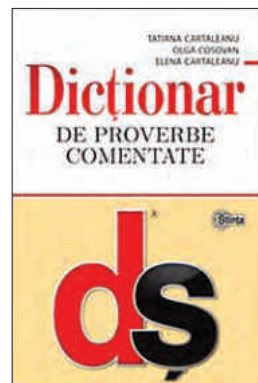 TATIANA CARTALEANU
OLGA COSOVAN
ELENA CARTALEANU
Dicționar
DE PROVERBE
COMENTATE
Știința
dș